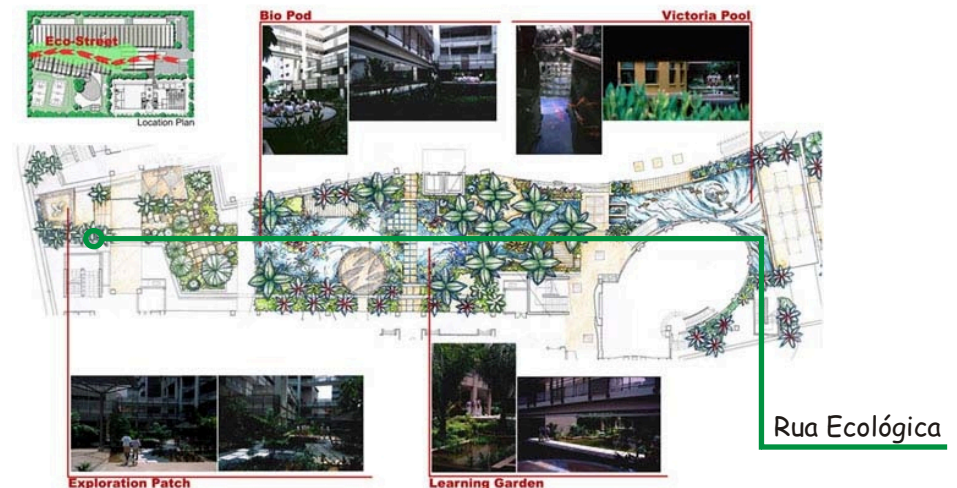 Bio Pod
Victoria Pool
Eco-Street
Location Plan
Rua Ecológica
Exploration Patch
Learning Garden